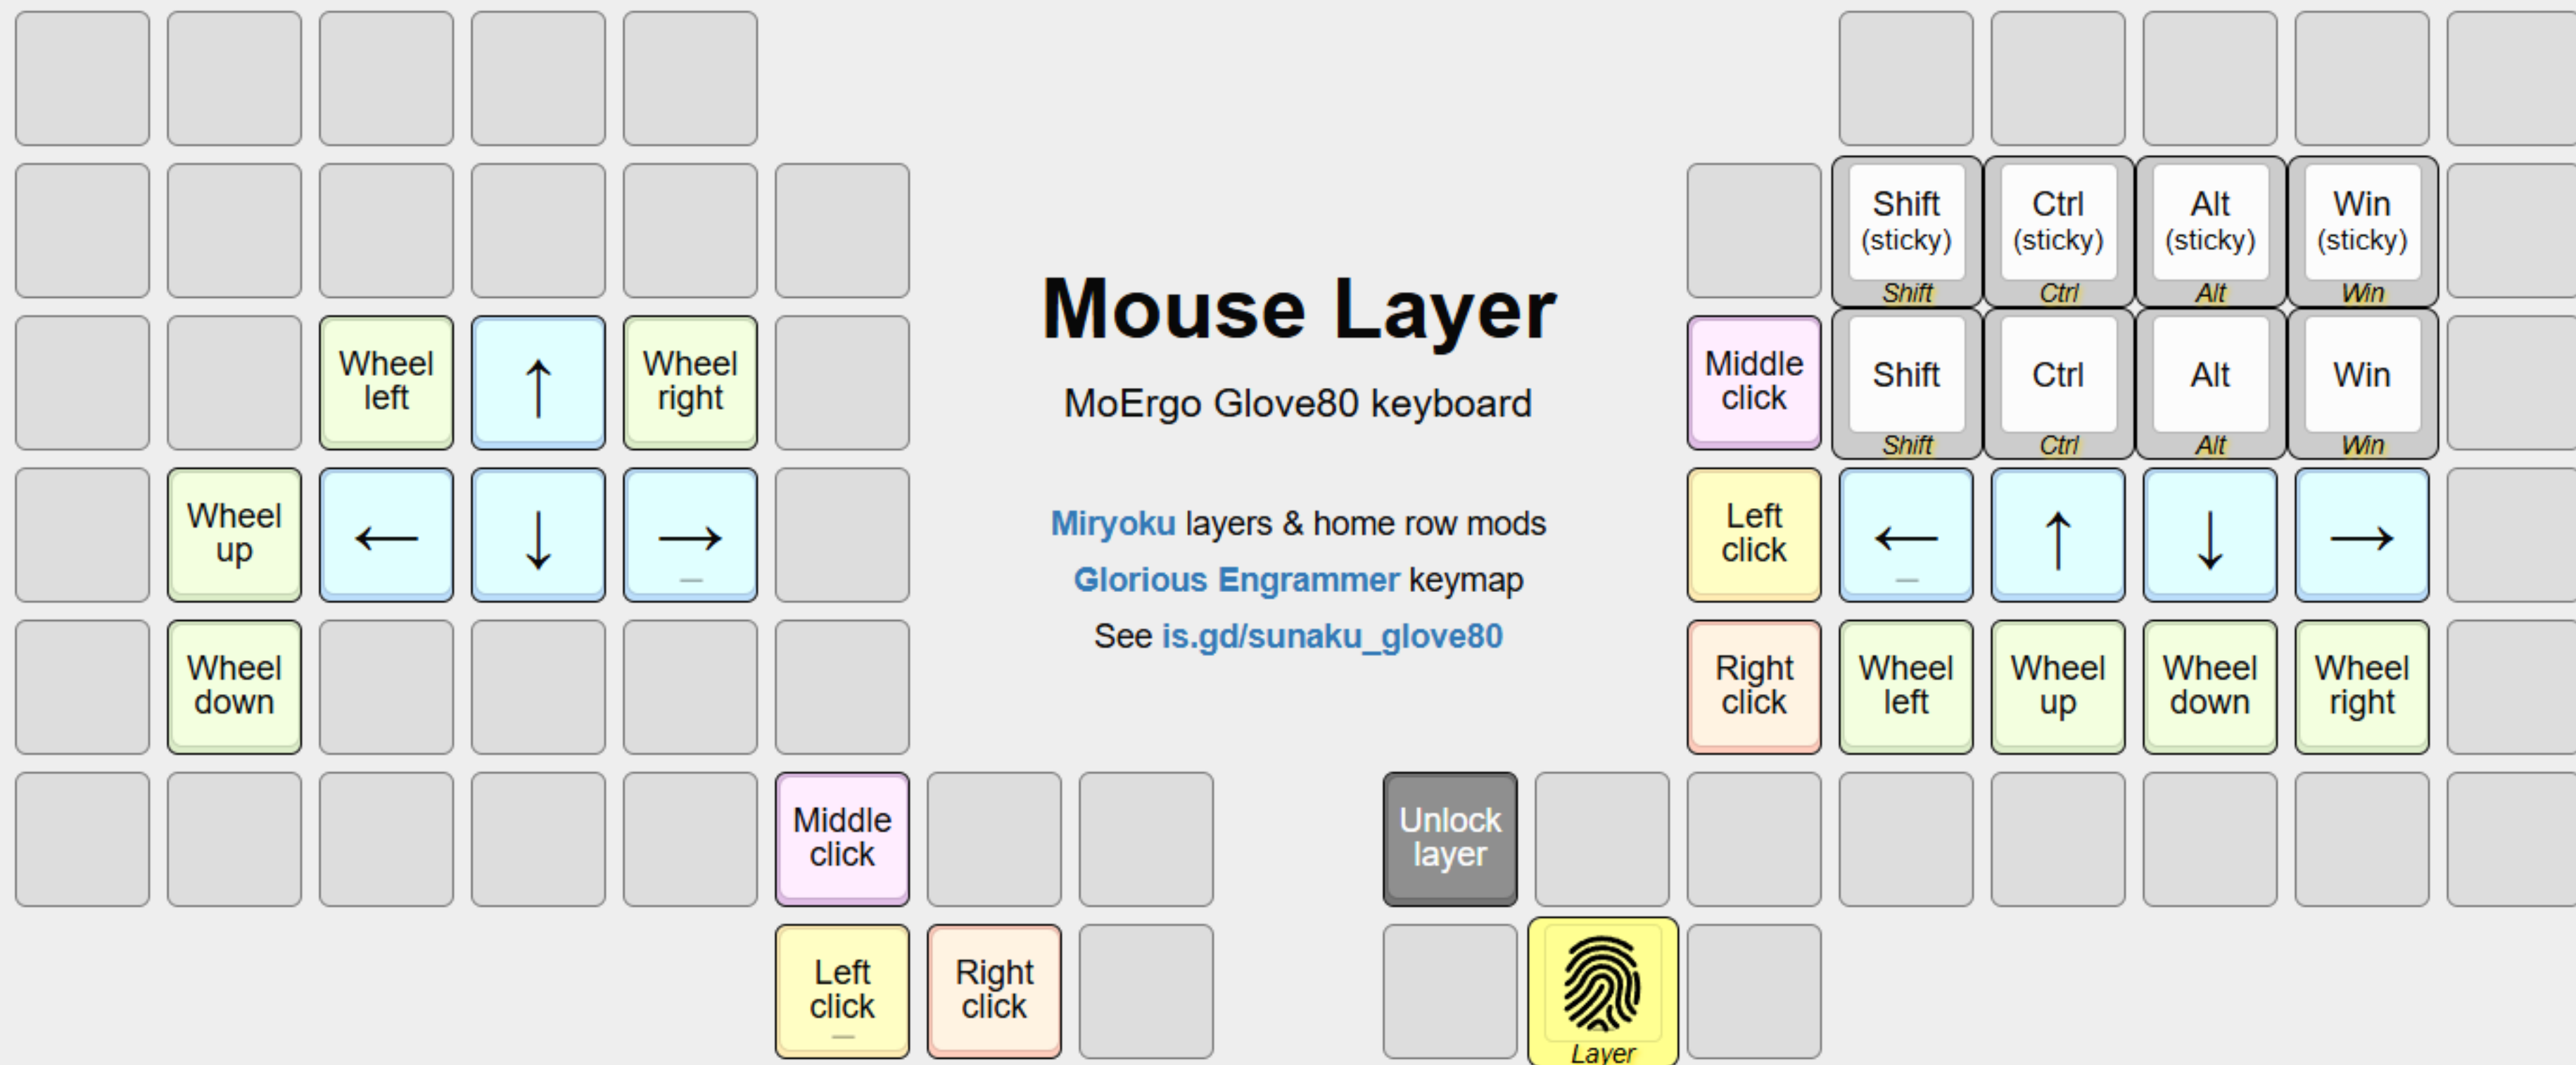 Shift Ctrl Alt Win
(sticky) (sticky) (sticky) (sticky)
Shift Ctrl Alt Win
Mouse Layer
MoErgo Glove80 keyboard
Miryoku layers & home row mods
Glorious Engrammer keymap
See is.gd/sunaku_glove80
Wheel left
↑
Wheel right
Middle click
Shift
Ctrl
Alt
Win
Shift Ctrl Alt Win
Wheel up
←
↓
→
Left click
←
↑
↓
→
Wheel down
Right click
Wheel left
Wheel up
Wheel down
Wheel right
Middle click
Unlock layer
Left click
Right click
Layer